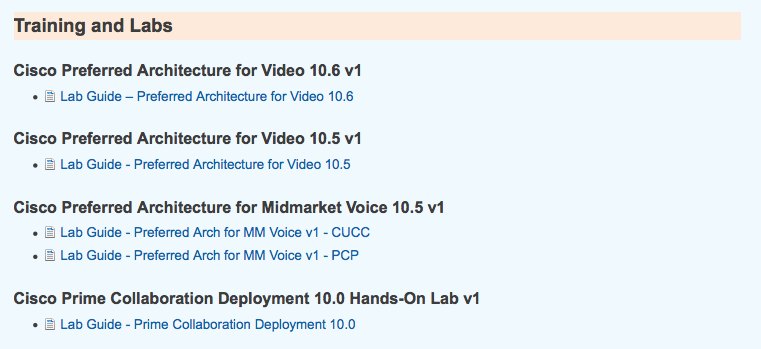 Training and Labs
Cisco Preferred Architecture for Video 10.6 v1
Lab Guide – Preferred Architecture for Video 10.6
Cisco Preferred Architecture for Video 10.5 v1
Lab Guide - Preferred Architecture for Video 10.5
Cisco Preferred Architecture for Midmarket Voice 10.5 v1
Lab Guide - Preferred Arch for MM Voice v1 - CUCC
Lab Guide - Preferred Arch for MM Voice v1 - PCP
Cisco Prime Collaboration Deployment 10.0 Hands-On Lab v1
Lab Guide - Prime Collaboration Deployment 10.0